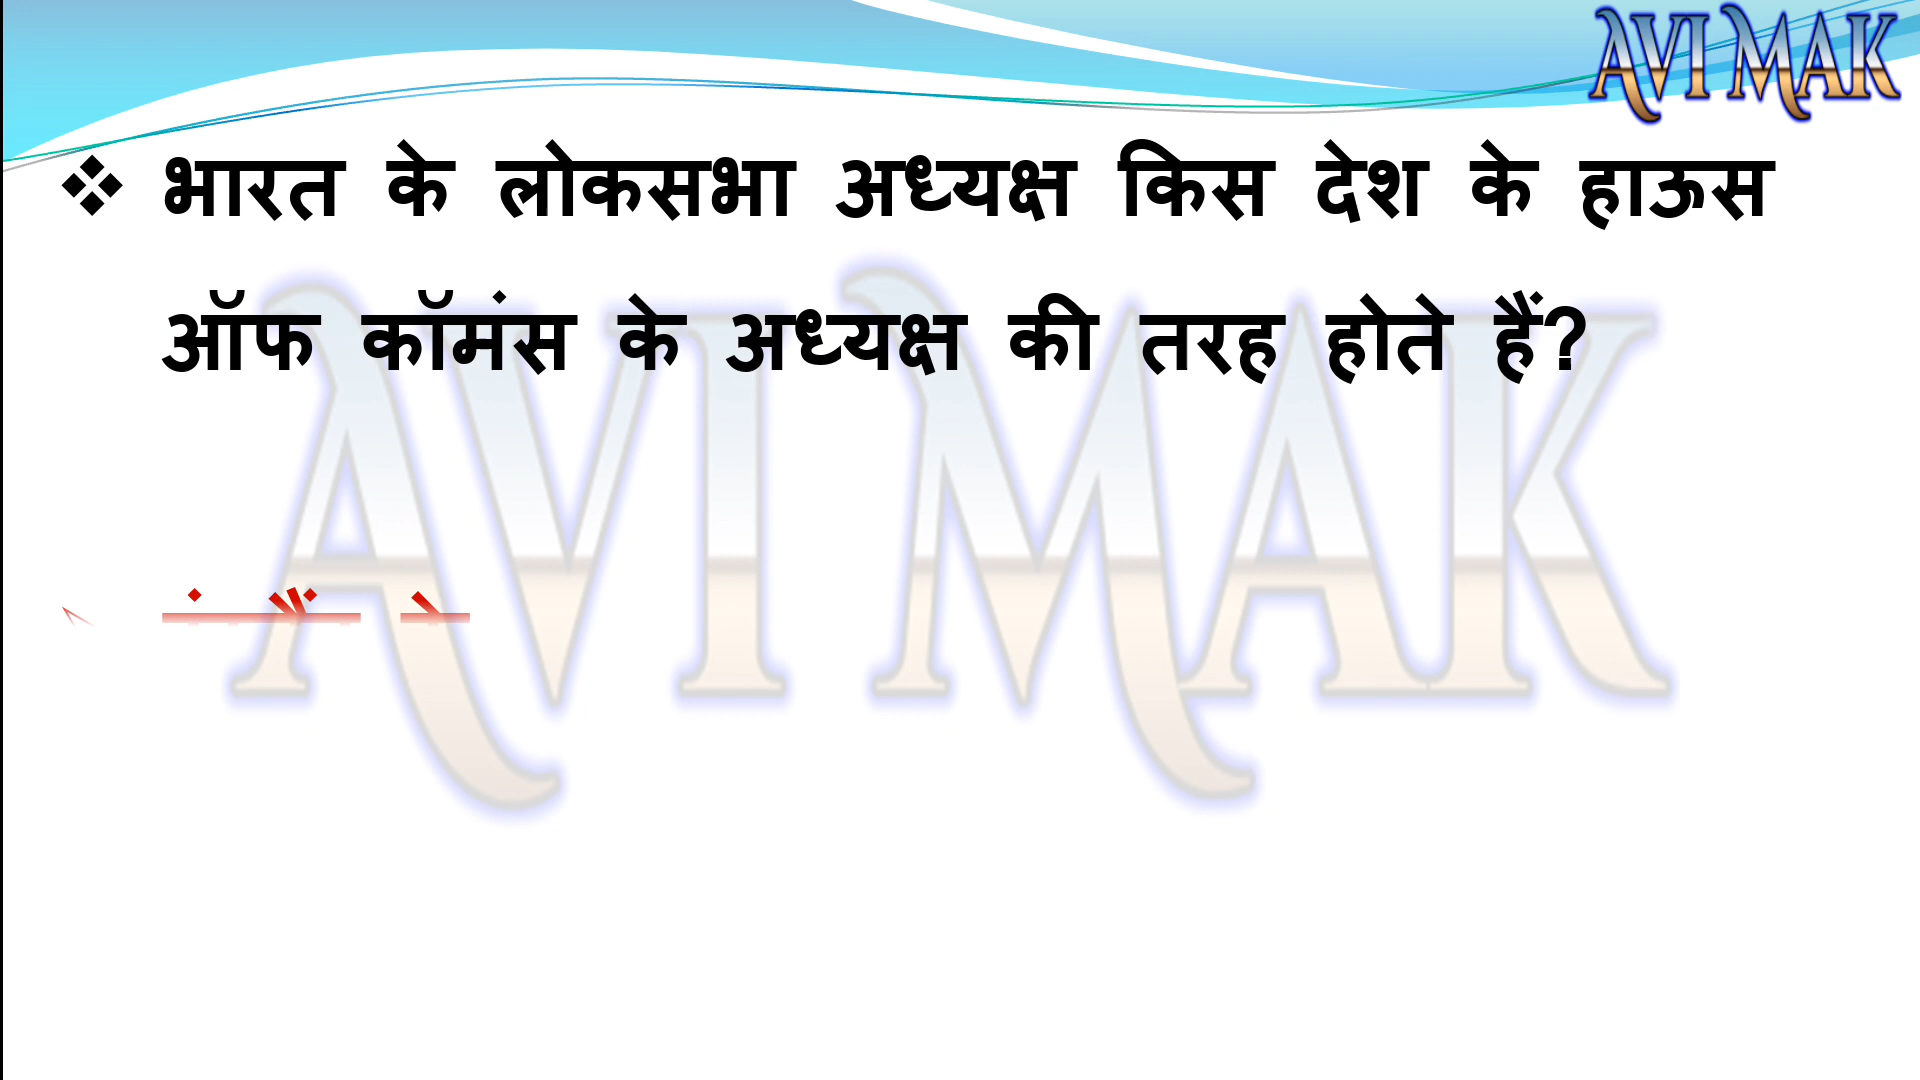 AVI MAK
❖ भारत के लोकसभा अध्यक्ष किस देश के हाऊस
ऑफ कॉमंस के अध्यक्ष की तरह होते हैं?
AVI MAK